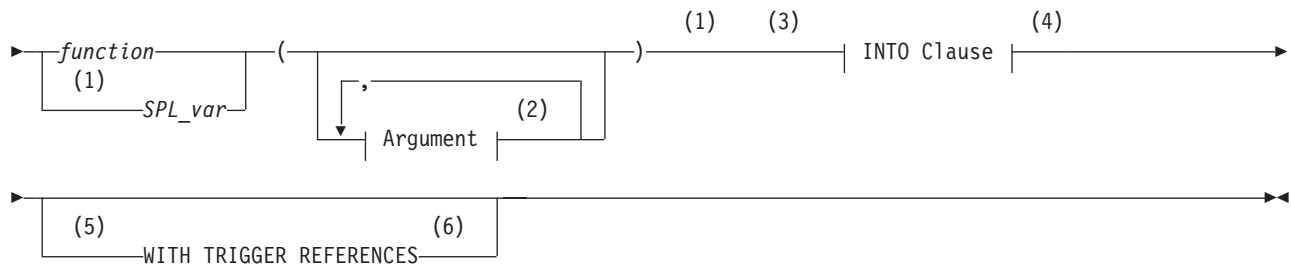 (1) (3) (4)
function ( ) INTO Clause
(1) ,
SPL_var (2)
Argument
(5) (6)
WITH TRIGGER REFERENCES